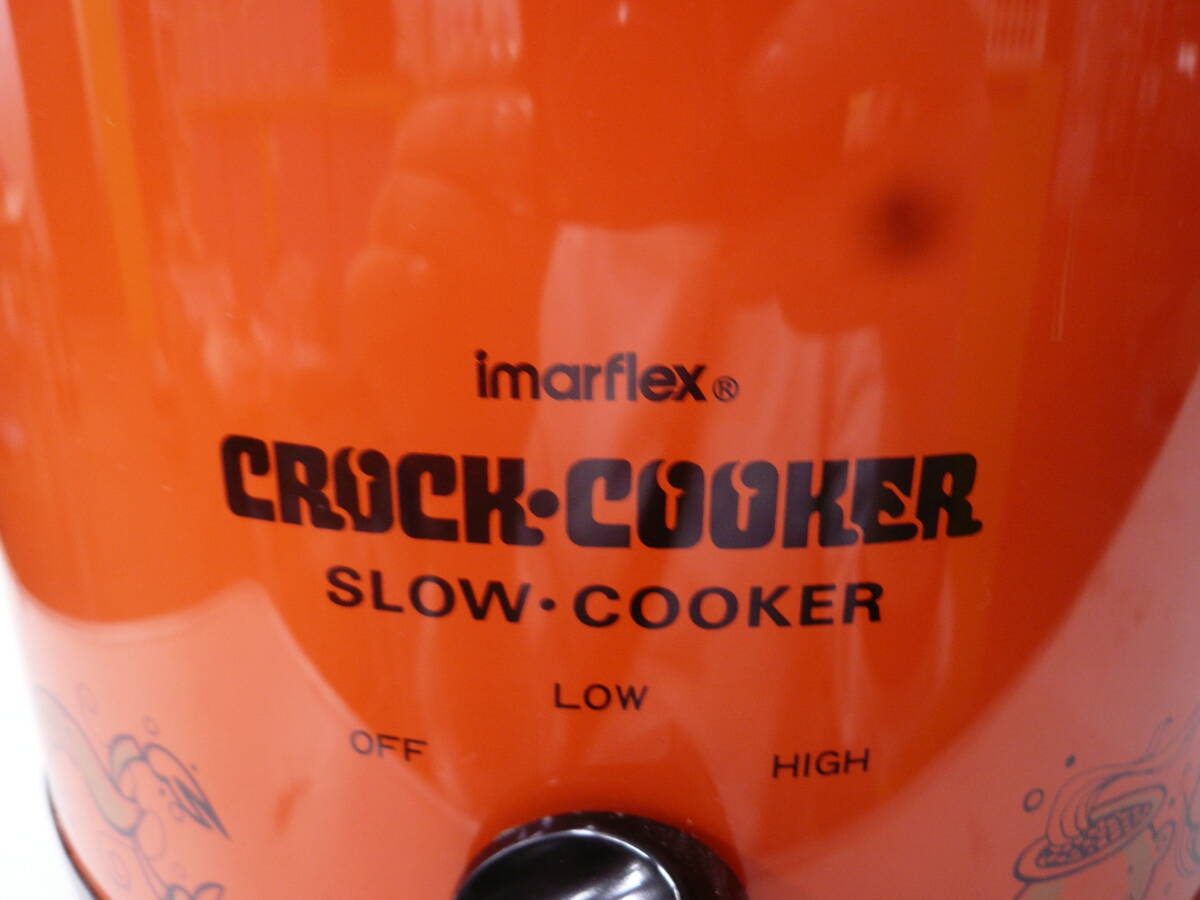 imarflex®
CROCK·COOKER
SLOW·COOKER
LOW
OFF
HIGH